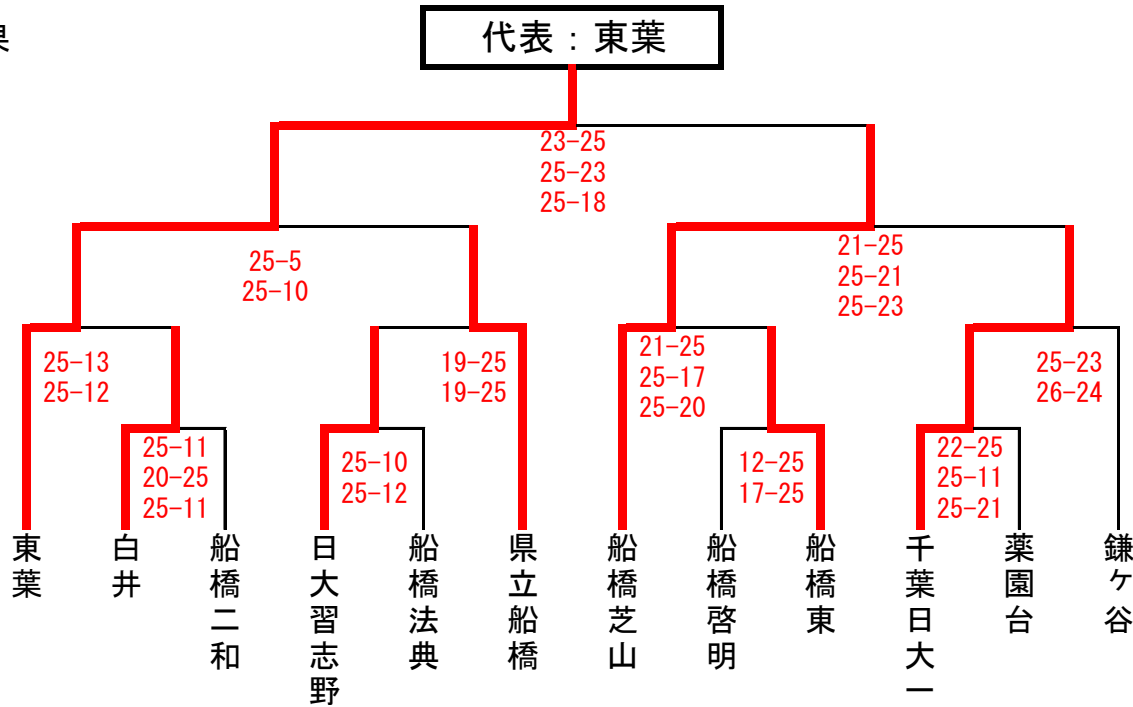 果
代表：東葉
23-25
25-23
25-18
25-5
25-10
21-25
25-21
25-23
25-13
25-12
19-25
19-25
21-25
25-17
25-20
25-23
26-24
25-11
20-25
25-11
25-10
25-12
12-25
17-25
22-25
25-11
25-21
東葉
白井
船橋二和
日大習志野
船橋法典
県立船橋
船橋芝山
船橋啓明
船橋東
千葉日大一
薬園台
鎌ケ谷